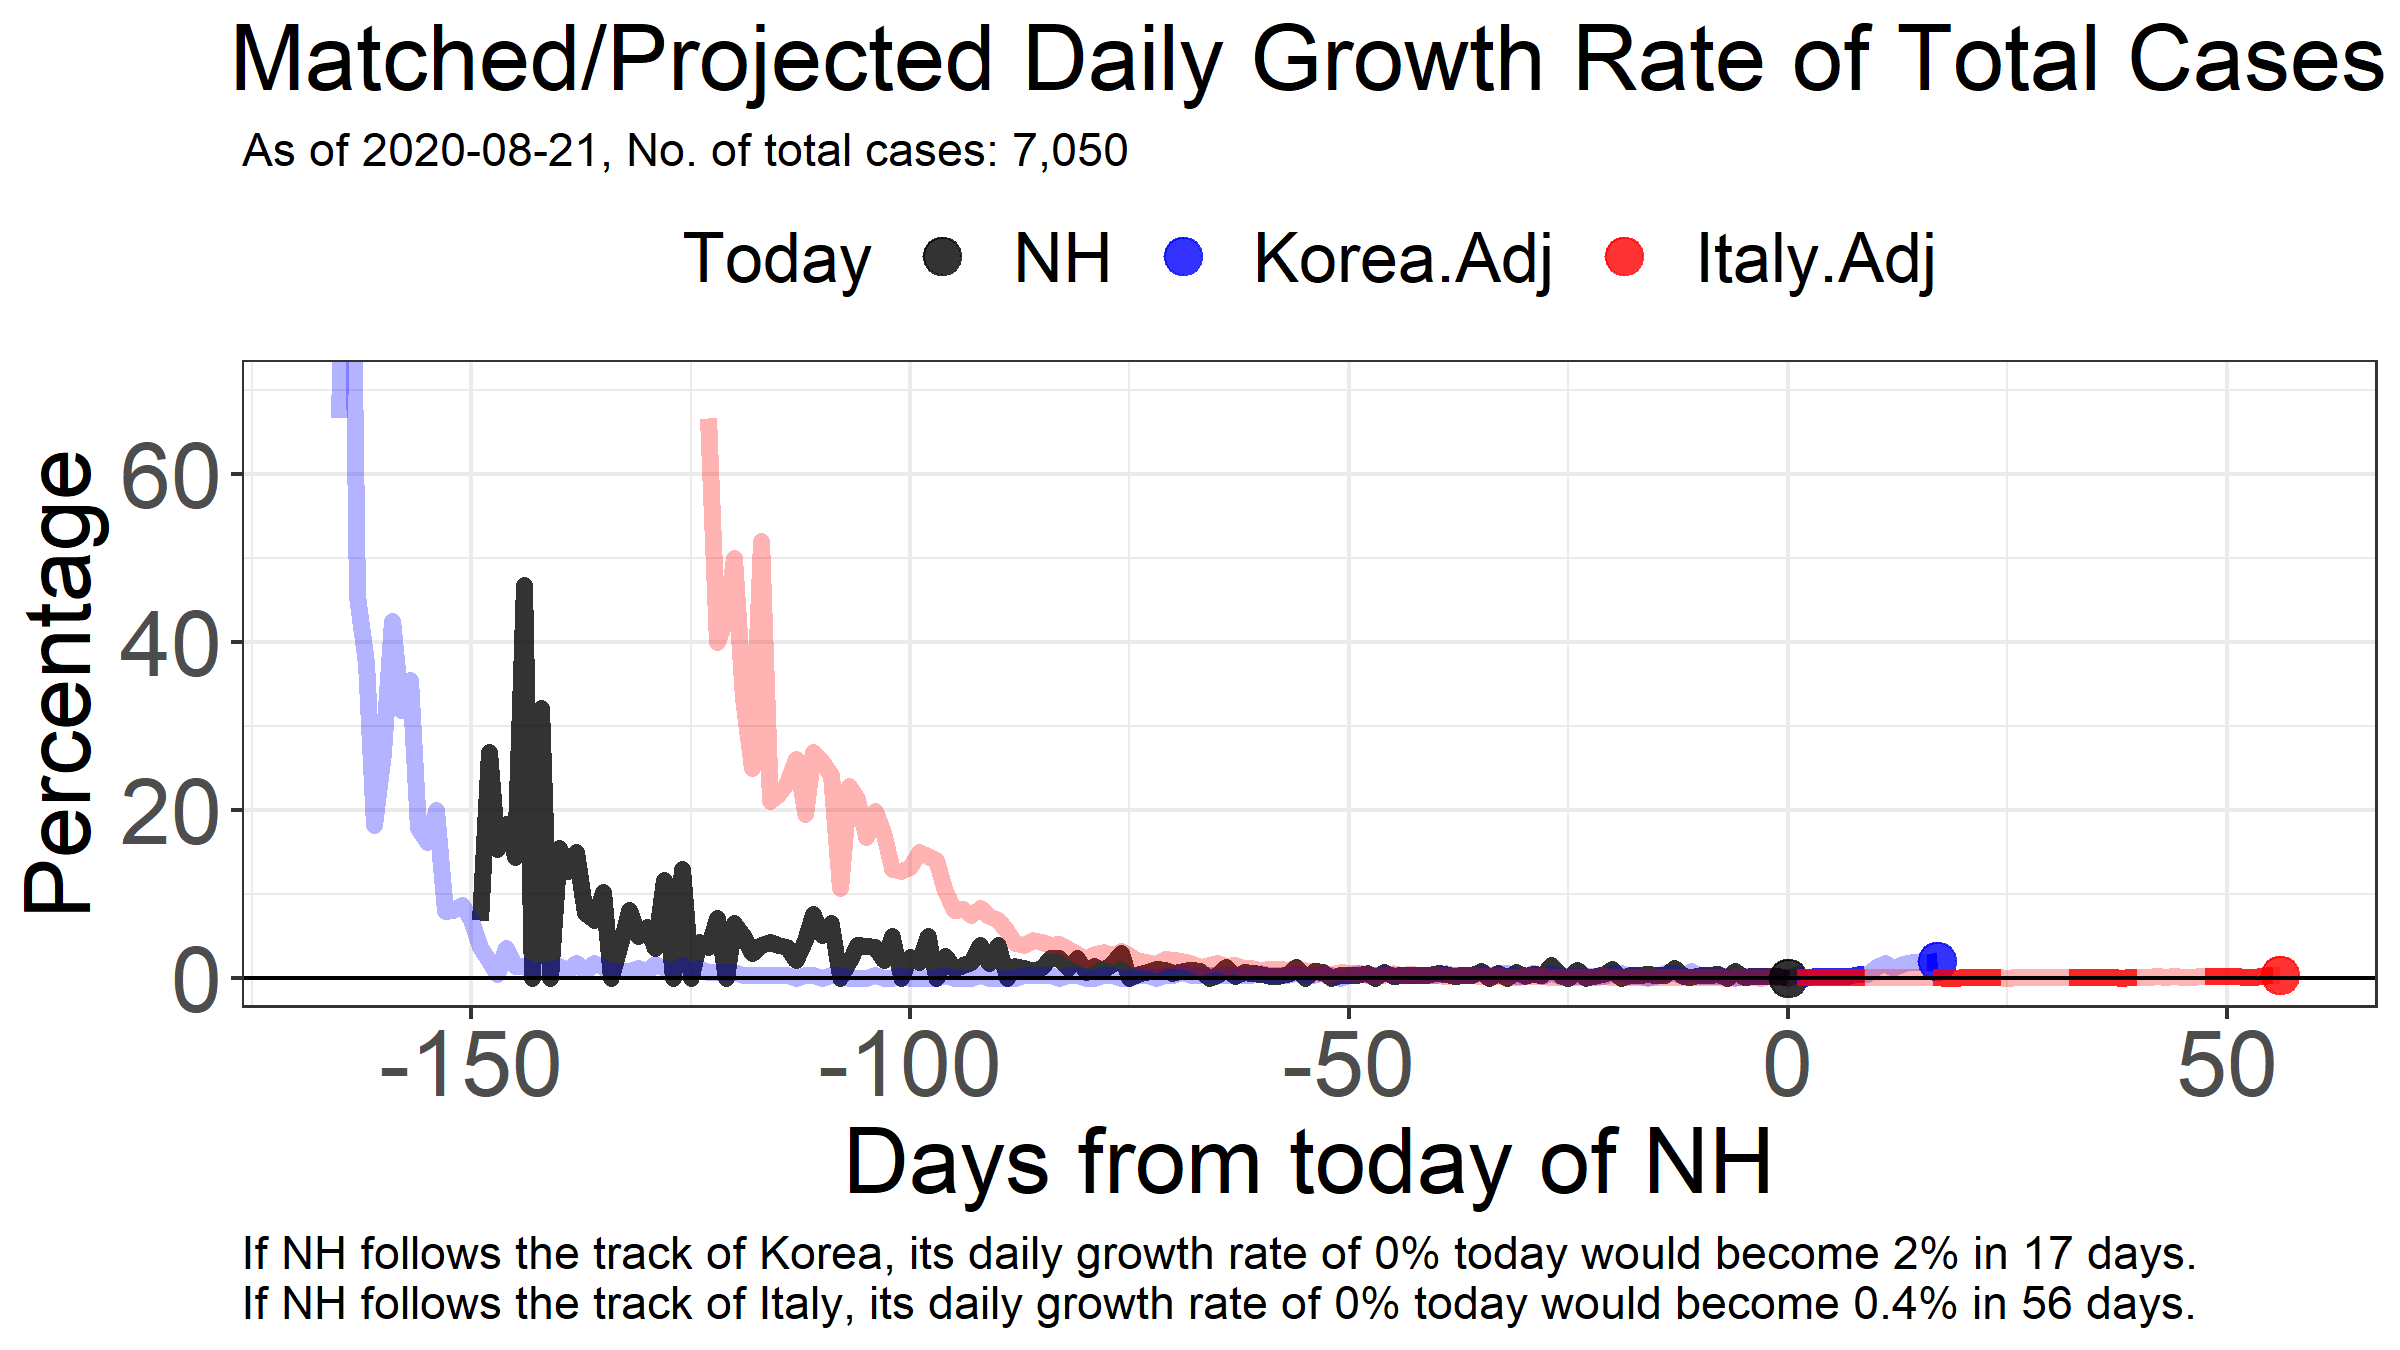 Matched/Projected Daily Growth Rate of Total Cases
As of 2020-08-21, No. of total cases: 7,050
Today NH Korea.Adj Italy.Adj
Percentage
60
40
20
0
-150 -100 -50 0 50
Days from today of NH
If NH follows the track of Korea, its daily growth rate of 0% today would become 2% in 17 days.
If NH follows the track of Italy, its daily growth rate of 0% today would become 0.4% in 56 days.